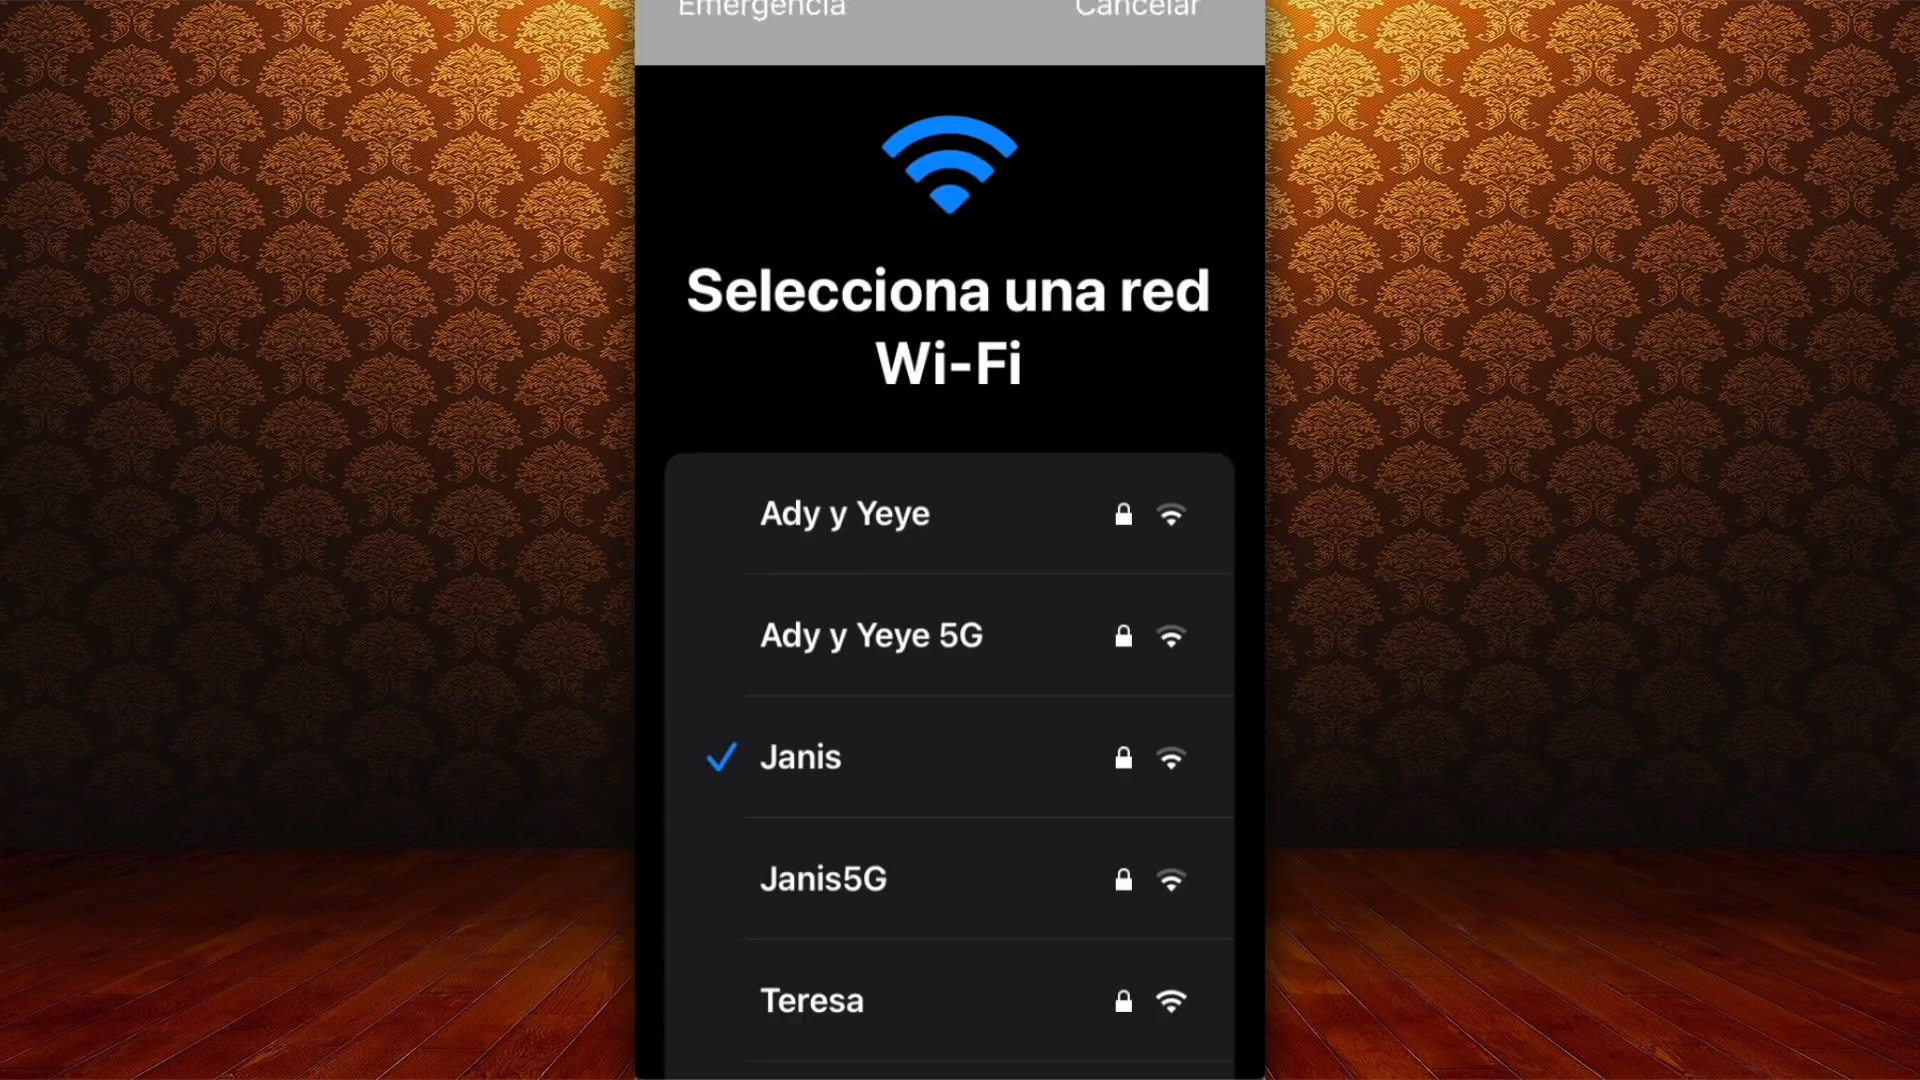 Emergencia Cancelar
Selecciona una red
Wi-Fi
Ady y Yeye
Ady y Yeye 5G
Janis
Janis5G
Teresa